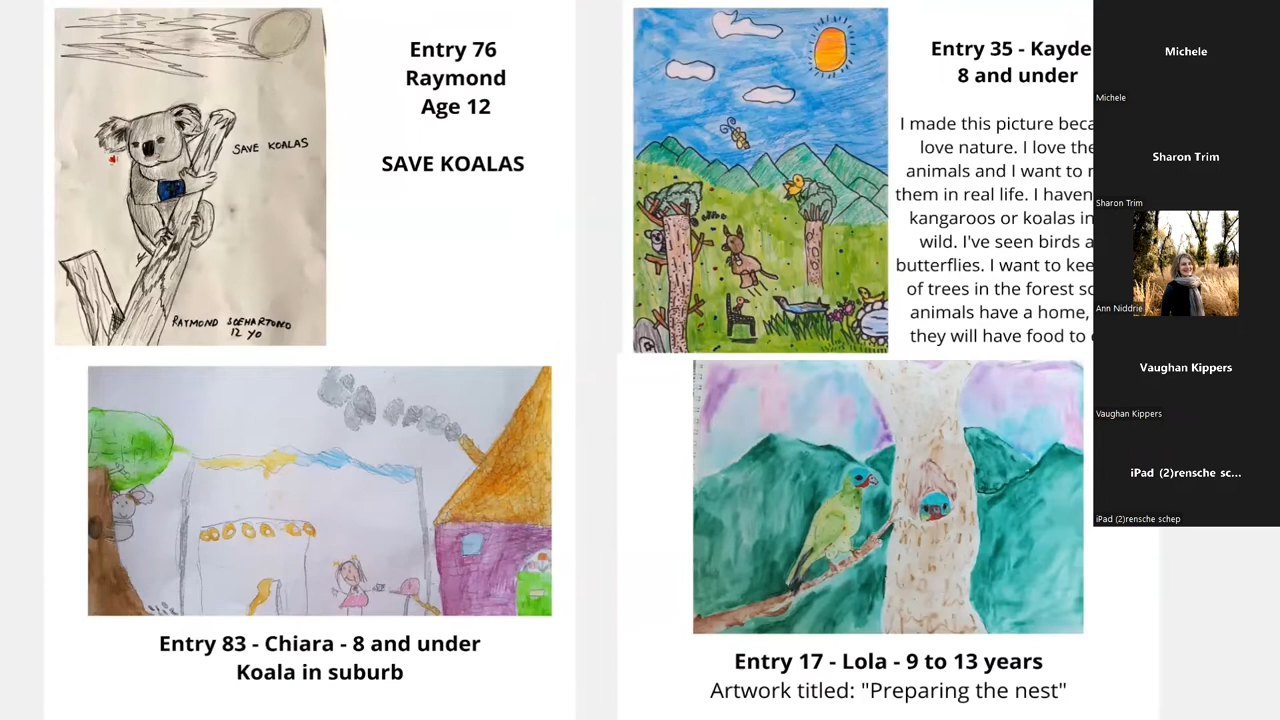 SAVE KOALAS
RAYMOND SOEHARTONO
12 YO
Entry 76
Raymond
Age 12
SAVE KOALAS
Entry 83 - Chiara - 8 and under
Koala in suburb
Entry 35 - Kayde
8 and under
I made this picture beca
love nature. I love the
animals and I want to
them in real life. I haven
kangaroos or koalas in
wild. I've seen birds a
butterflies. I want to kee
of trees in the forest so
animals have a home,
they will have food to
Entry 17 - Lola - 9 to 13 years
Artwork titled: "Preparing the nest"
Michele
Michele
Sharon Trim
Sharon Trim
Ann Niddrie
Vaughan Kippers
Vaughan Kippers
iPad (2)rensche sc...
iPad (2)rensche schep